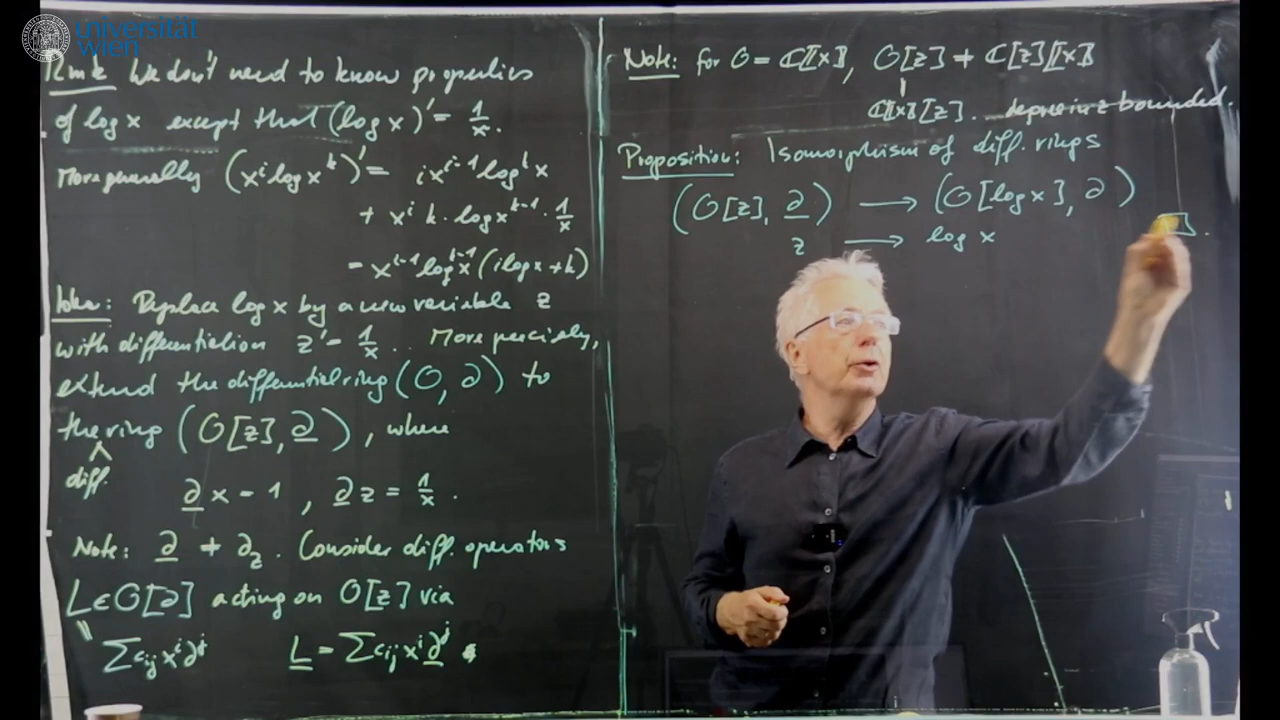 universität
wien
Rmk We don't need to know properties
of log x except that (log x)' = 1/x.
More generally (x^i log x^k)' = i x^{i-1} log^k x
+ x^i k · log x^{k-1} · 1/x
= x^{i-1} log^{k-1} x (i log x + k)
Idea: Replace log x by a new variable z
with differentiation z' = 1/x. More precisely,
extend the differential ring (O, ∂) to
the ring (O[z], ∂), where
diff.
∂x = 1, ∂z = 1/x.
Note: ∂ ≠ ∂_z. Consider diff. operators
L ∈ O[∂] acting on O[z] via
∑ c_ij x^i ∂^j L = ∑ c_ij x^i ∂^j
Note: for O = ℂ[[x]], O[z] ≠ ℂ[z][[x]]
ℂ[[x]][z]. degree in z bounded.
Proposition: Isomorphism of diff. rings
(O[z], ∂) → (O[log x], ∂)
z → log x